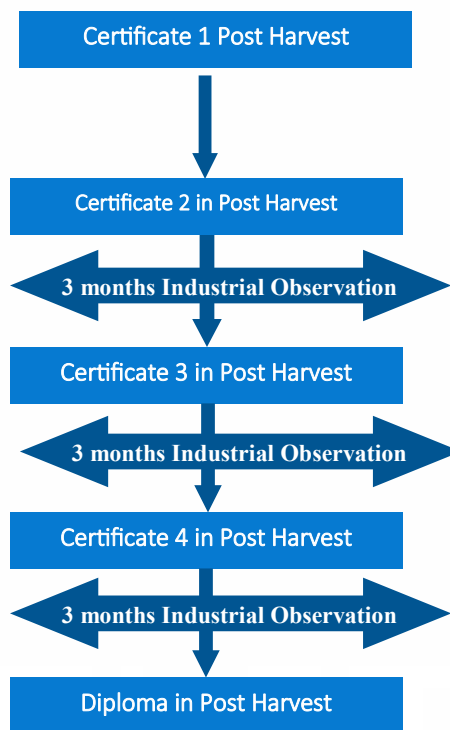 Certificate 1 Post Harvest
Certificate 2 in Post Harvest
3 months Industrial Observation
Certificate 3 in Post Harvest
3 months Industrial Observation
Certificate 4 in Post Harvest
3 months Industrial Observation
Diploma in Post Harvest